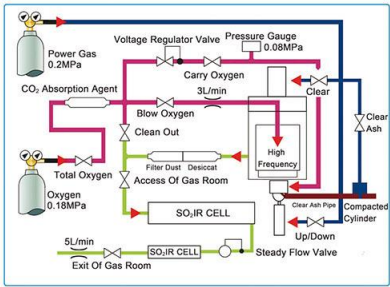 Voltage Regulator Valve
Pressure Gauge
0.08MPa
Power Gas
0.2MPa
Carry Oxygen
CO2 Absorption Agent
3L/min
Clear
Blow Oxygen
Clear
Ash
Clean Out
High
Frequency
Filter Dust
Desiccat
Total Oxygen
Access Of Gas Room
Oxygen
0.18MPa
Clear Ash Pipe
Compacted
Cylinder
SO2IR CELL
Up/Down
5L/min
SO2IR CELL
Steady Flow Valve
Exit Of Gas Room